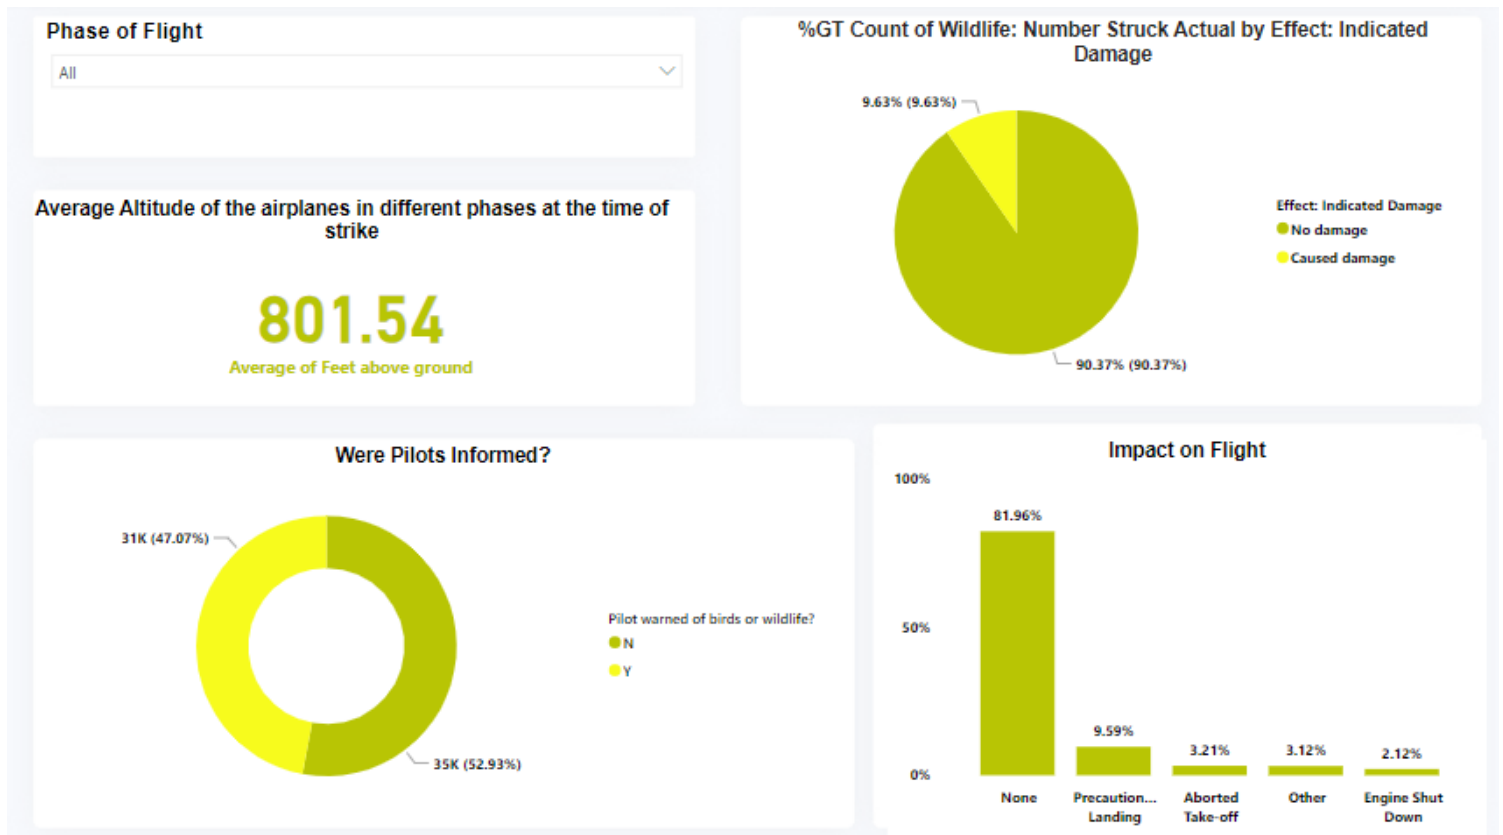 Phase of Flight
All
%GT Count of Wildlife: Number Struck Actual by Effect: Indicated
Damage
9.63% (9.63%)
90.37% (90.37%)
Effect: Indicated Damage
No damage
Caused damage
Average Altitude of the airplanes in different phases at the time of
strike
801.54
Average of Feet above ground
Were Pilots Informed?
31K (47.07%)
35K (52.93%)
Pilot warned of birds or wildlife?
N
Y
Impact on Flight
100%
50%
0%
81.96%
9.59%
3.21%
3.12%
2.12%
None
Precaution...
Landing
Aborted
Take-off
Other
Engine Shut
Down